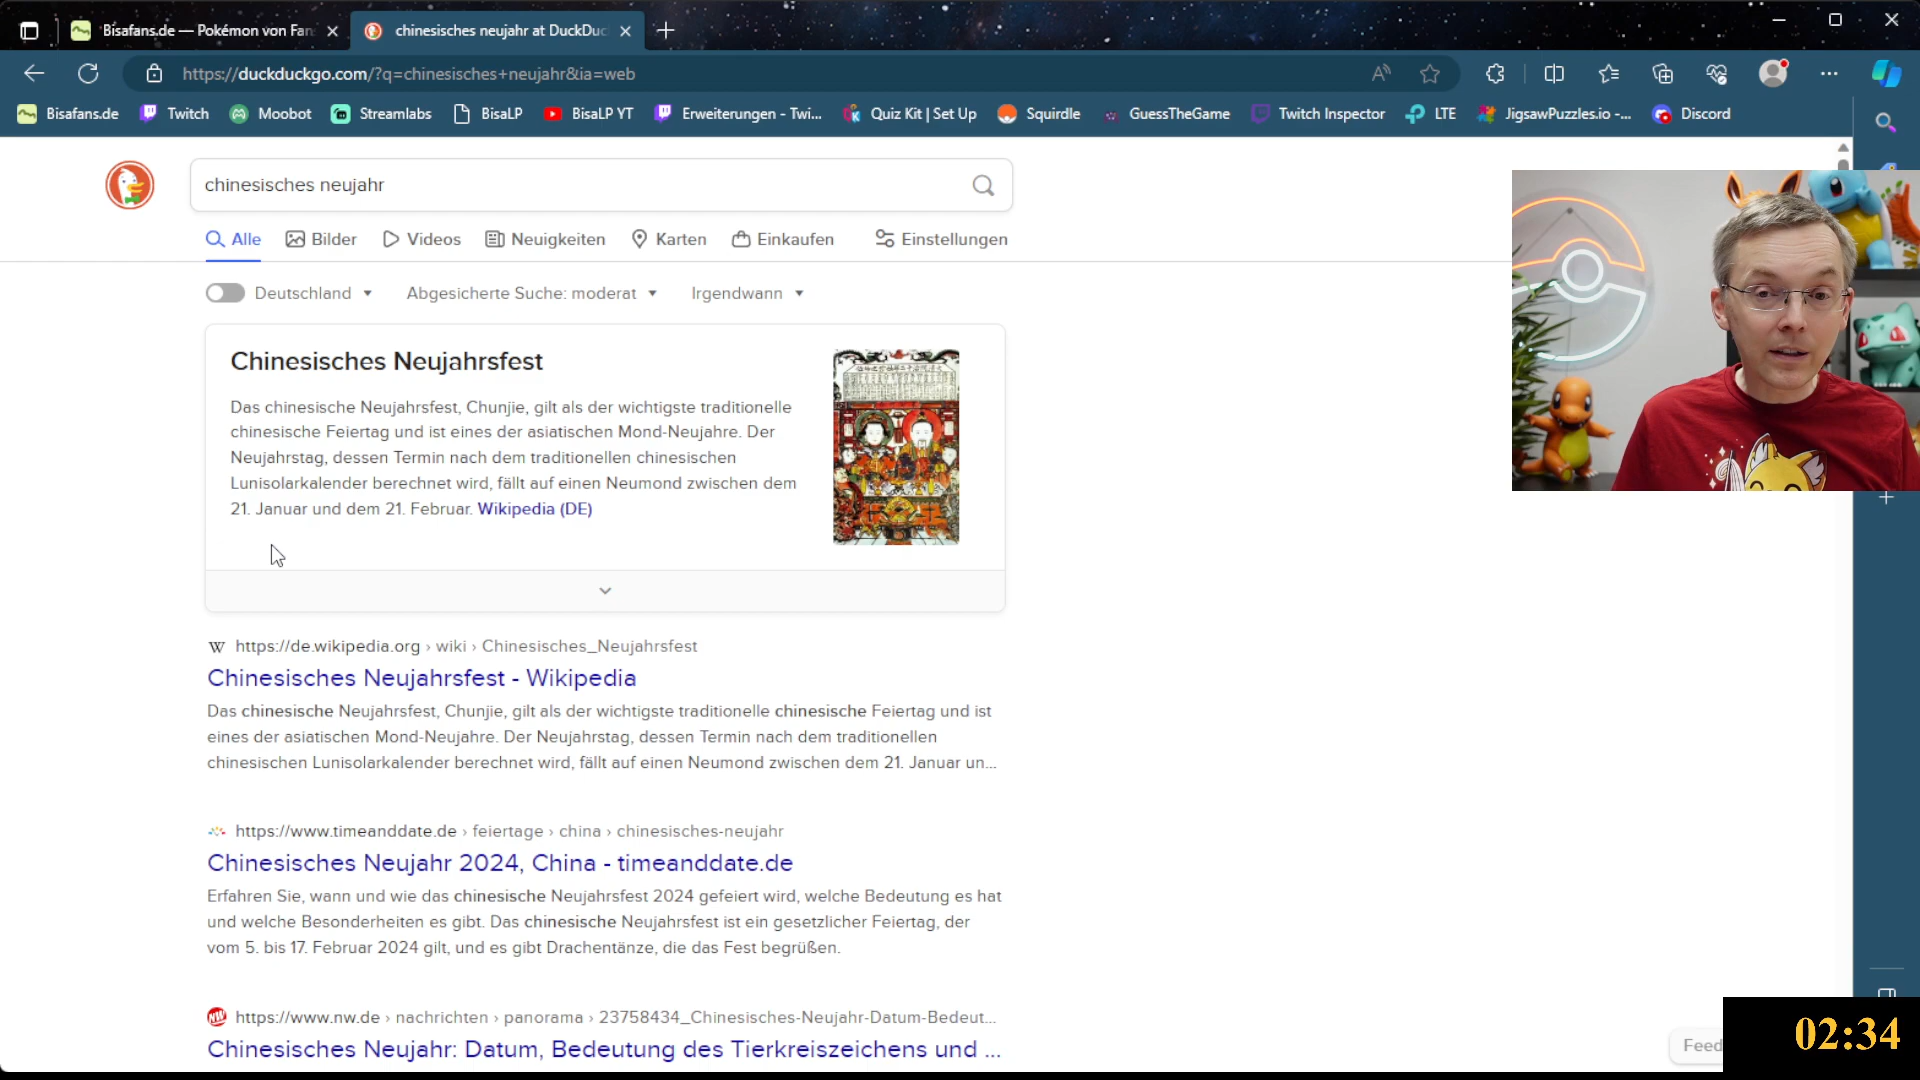 Bisafans.de — Pokémon von Fan
chinesisches neujahr at DuckDuc
https://duckduckgo.com/?q=chinesisches+neujahr&ia=web
Bisafans.de
Twitch
Moobot
Streamlabs
BisaLP
BisaLP YT
Erweiterungen - Twi...
Quiz Kit | Set Up
Squirdle
GuessTheGame
Twitch Inspector
LTE
JigsawPuzzles.io -...
Discord
chinesisches neujahr
Alle
Bilder
Videos
Neuigkeiten
Karten
Einkaufen
Einstellungen
Deutschland
Abgesicherte Suche: moderat
Irgendwann
Chinesisches Neujahrsfest
Das chinesische Neujahrsfest, Chunjie, gilt als der wichtigste traditionelle
chinesische Feiertag und ist eines der asiatischen Mond-Neujahre. Der
Neujahrstag, dessen Termin nach dem traditionellen chinesischen
Lunisolarkalender berechnet wird, fällt auf einen Neumond zwischen dem
21. Januar und dem 21. Februar. Wikipedia (DE)
https://de.wikipedia.org › wiki › Chinesisches_Neujahrsfest
Chinesisches Neujahrsfest - Wikipedia
Das chinesische Neujahrsfest, Chunjie, gilt als der wichtigste traditionelle chinesische Feiertag und ist
eines der asiatischen Mond-Neujahre. Der Neujahrstag, dessen Termin nach dem traditionellen
chinesischen Lunisolarkalender berechnet wird, fällt auf einen Neumond zwischen dem 21. Januar un...
https://www.timeanddate.de › feiertage › china › chinesisches-neujahr
Chinesisches Neujahr 2024, China - timeanddate.de
Erfahren Sie, wann und wie das chinesische Neujahrsfest 2024 gefeiert wird, welche Bedeutung es hat
und welche Besonderheiten es gibt. Das chinesische Neujahrsfest ist ein gesetzlicher Feiertag, der
vom 5. bis 17. Februar 2024 gilt, und es gibt Drachentänze, die das Fest begrüßen.
NW
https://www.nw.de › nachrichten › panorama › 23758434_Chinesisches-Neujahr-Datum-Bedeut...
Chinesisches Neujahr: Datum, Bedeutung des Tierkreiszeichens und ...
Feed
02:34